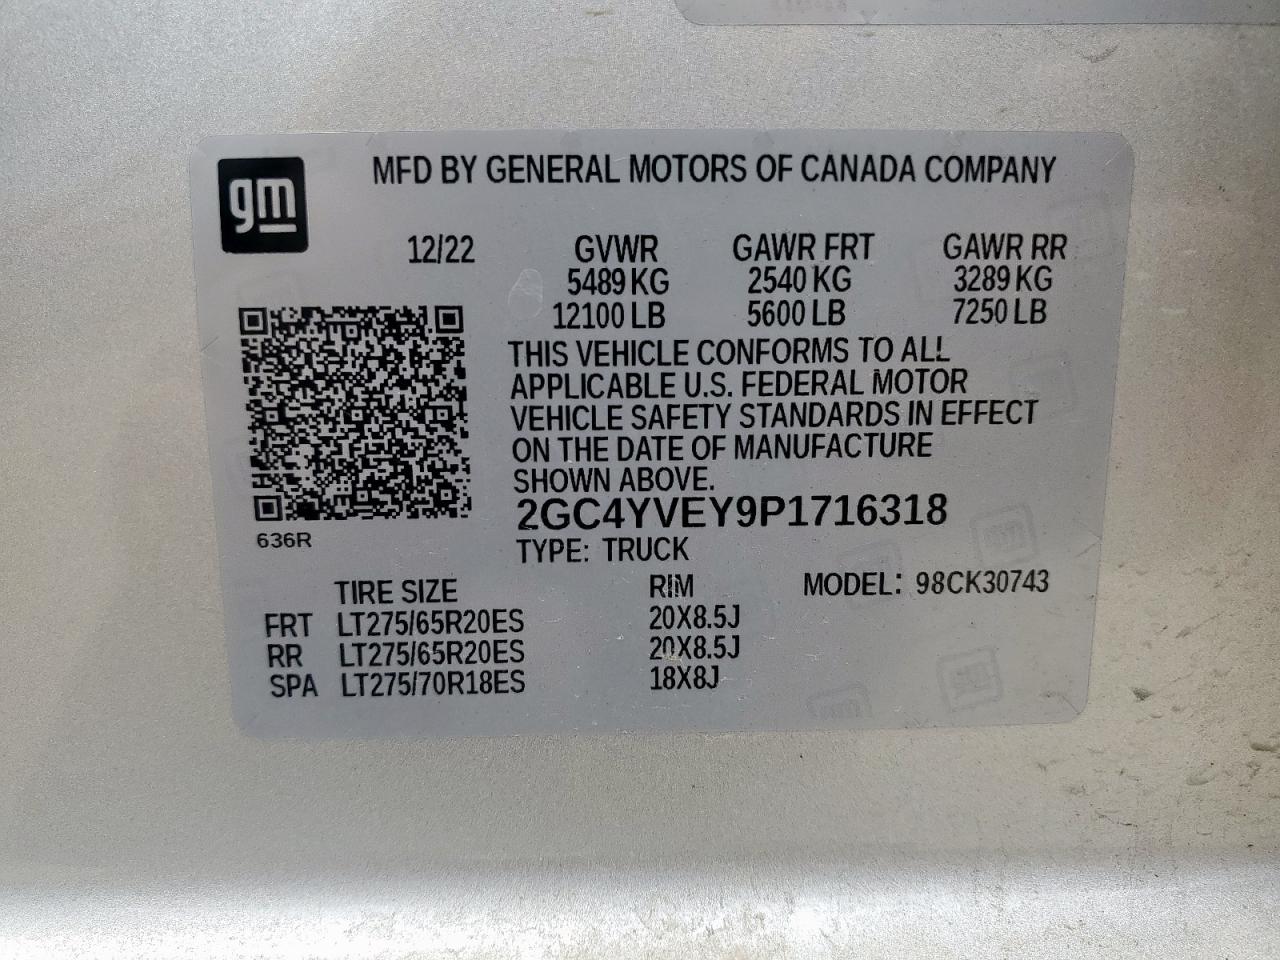 gm
MFD BY GENERAL MOTORS OF CANADA COMPANY
12/22 GVWR GAWR FRT GAWR RR
5489 KG 2540 KG 3289 KG
12100 LB 5600 LB 7250 LB
THIS VEHICLE CONFORMS TO ALL
APPLICABLE U.S. FEDERAL MOTOR
VEHICLE SAFETY STANDARDS IN EFFECT
ON THE DATE OF MANUFACTURE
SHOWN ABOVE.
2GC4YVEY9P1716318
636R
TYPE: TRUCK
TIRE SIZE RIM MODEL: 98CK30743
FRT LT275/65R20ES 20X8.5J
RR LT275/65R20ES 20X8.5J
SPA LT275/70R18ES 18X8J